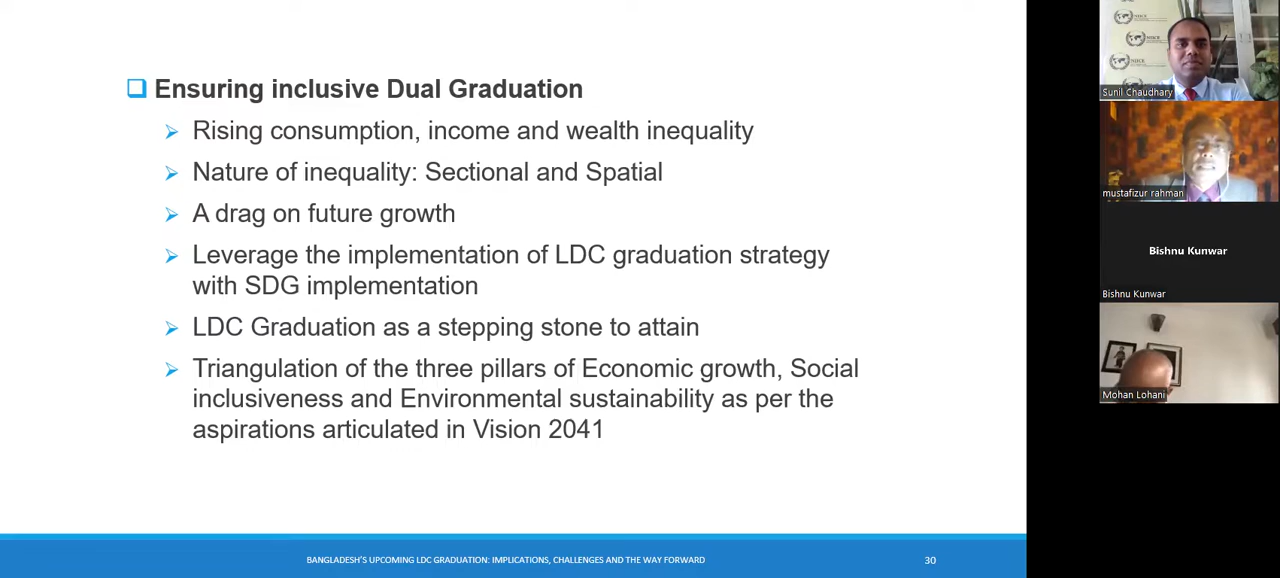 Ensuring inclusive Dual Graduation
Rising consumption, income and wealth inequality
Nature of inequality: Sectional and Spatial
A drag on future growth
Leverage the implementation of LDC graduation strategy
with SDG implementation
LDC Graduation as a stepping stone to attain
Triangulation of the three pillars of Economic growth, Social
inclusiveness and Environmental sustainability as per the
aspirations articulated in Vision 2041
BANGLADESH'S UPCOMING LDC GRADUATION: IMPLICATIONS, CHALLENGES AND THE WAY FORWARD
30
Sunil Chaudhary
mustafizur rahman
Bishnu Kunwar
Bishnu Kunwar
Mohan Lohani